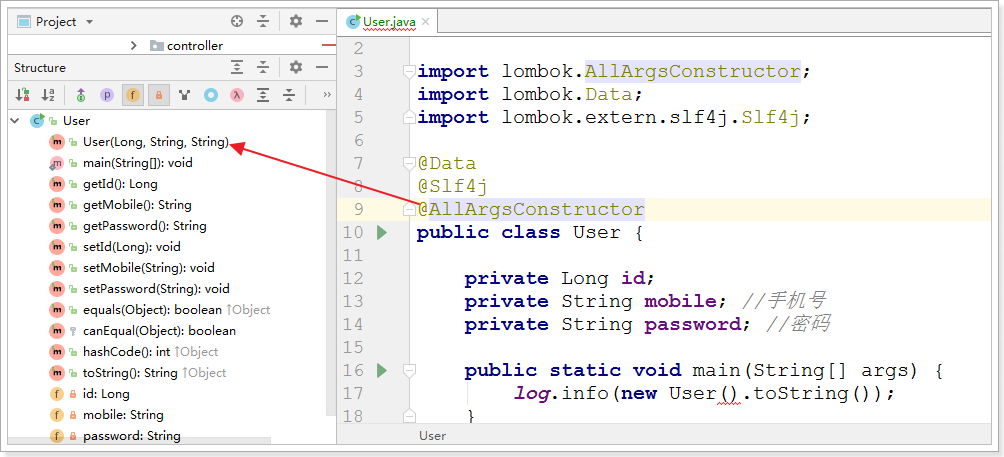 Project
controller
Structure
User
User(Long, String, String)
main(String[]): void
getId(): Long
getMobile(): String
getPassword(): String
setId(Long): void
setMobile(String): void
setPassword(String): void
equals(Object): boolean ↑Object
canEqual(Object): boolean
hashCode(): int ↑Object
toString(): String ↑Object
id: Long
mobile: String
password: String
User.java
2
3 import lombok.AllArgsConstructor;
4 import lombok.Data;
5 import lombok.extern.slf4j.Slf4j;
6
7 @Data
8 @Slf4j
9 @AllArgsConstructor
10 public class User {
11
12 private Long id;
13 private String mobile; //手机号
14 private String password; //密码
15
16 public static void main(String[] args) {
17 log.info(new User().toString());
18 }
User